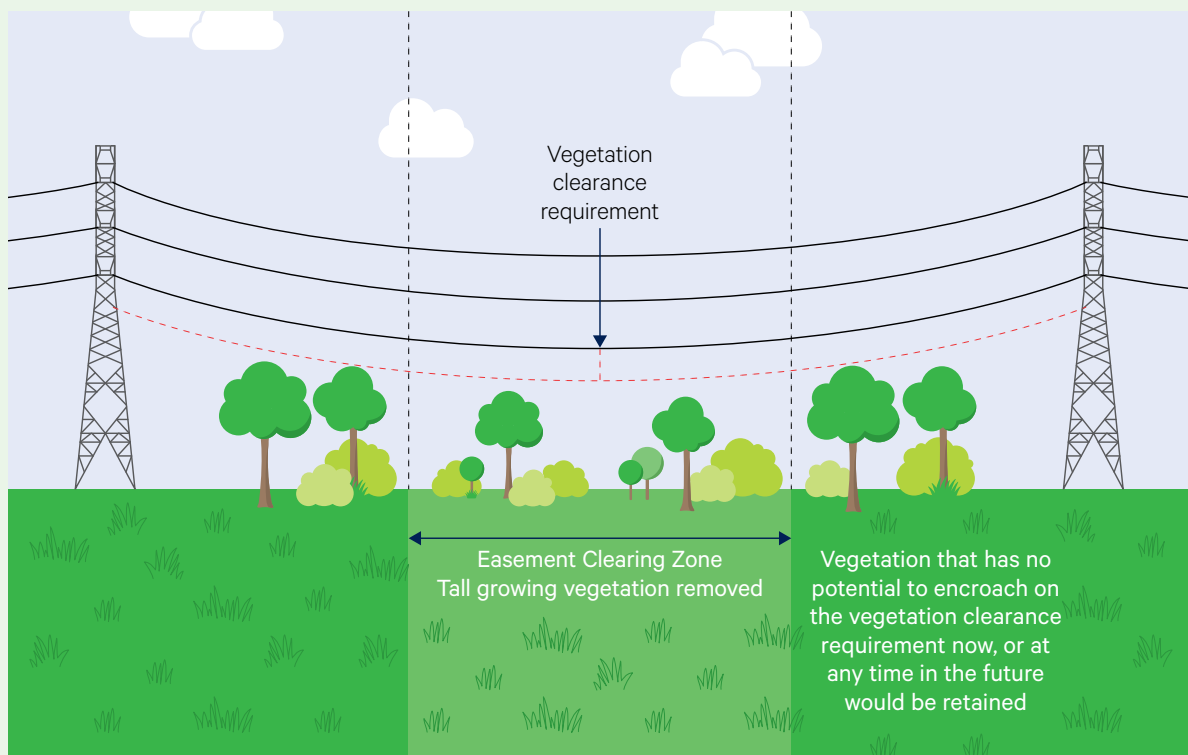 Vegetation
clearance
requirement
Easement Clearing Zone
Tall growing vegetation removed
Vegetation that has no
potential to encroach on
the vegetation clearance
requirement now, or at
any time in the future
would be retained